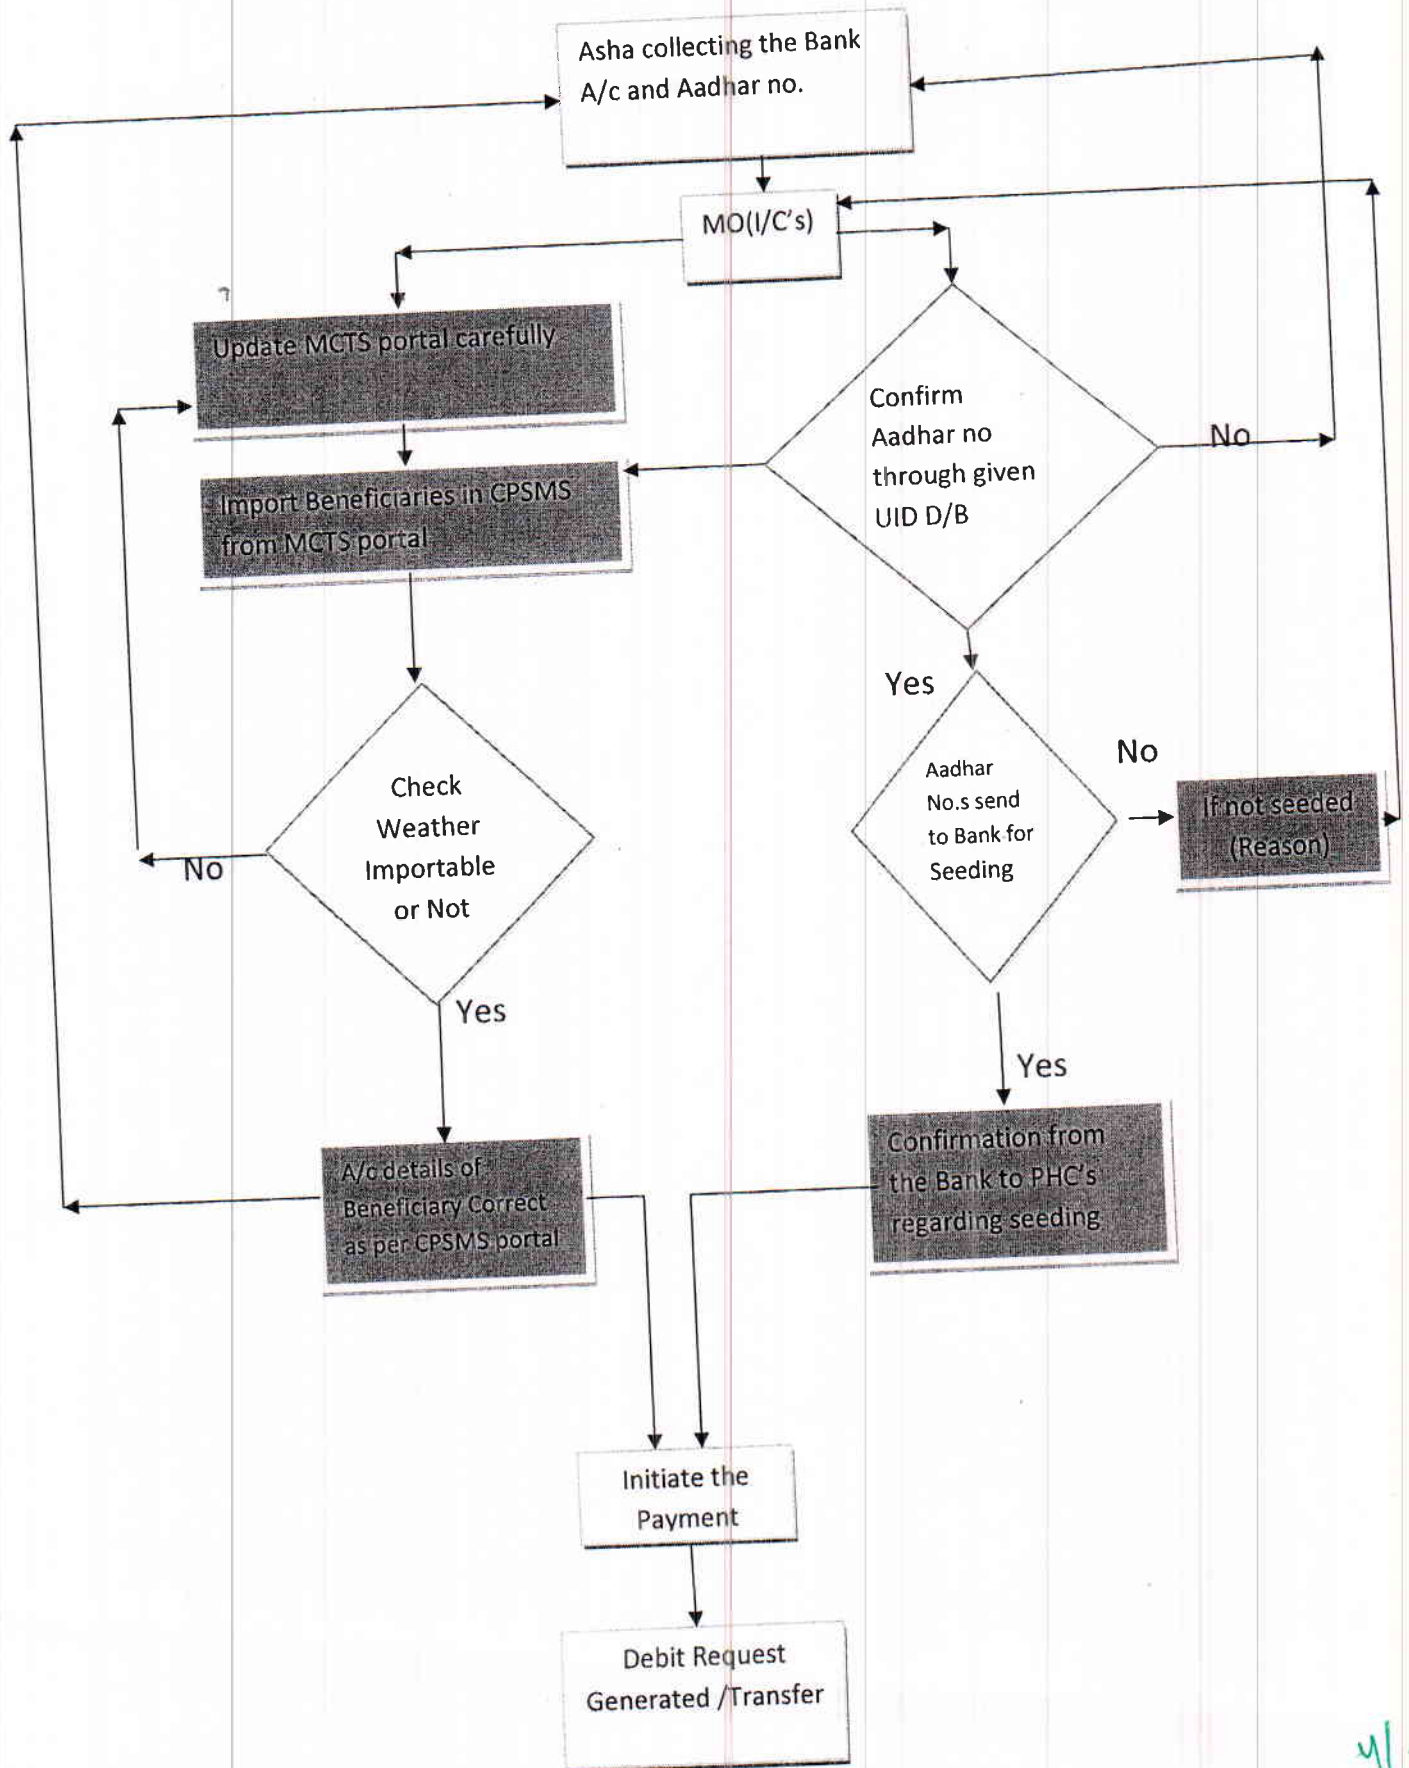 Asha collecting the Bank
A/c and Aadhar no.
MO(I/C's)
Update MCTS portal carefully
Import Beneficiaries in CPSMS
from MCTS portal
Confirm
Aadhar no
through given
UID D/B
No
Yes
Aadhar
No.s send
to Bank for
Seeding
No
If not seeded
(Reason)
Check
Weather
Importable
or Not
No
Yes
Yes
A/c details of
Beneficiary Correct
as per CPSMS portal
Confirmation from
the Bank to PHC's
regarding seeding
Initiate the
Payment
Debit Request
Generated /Transfer